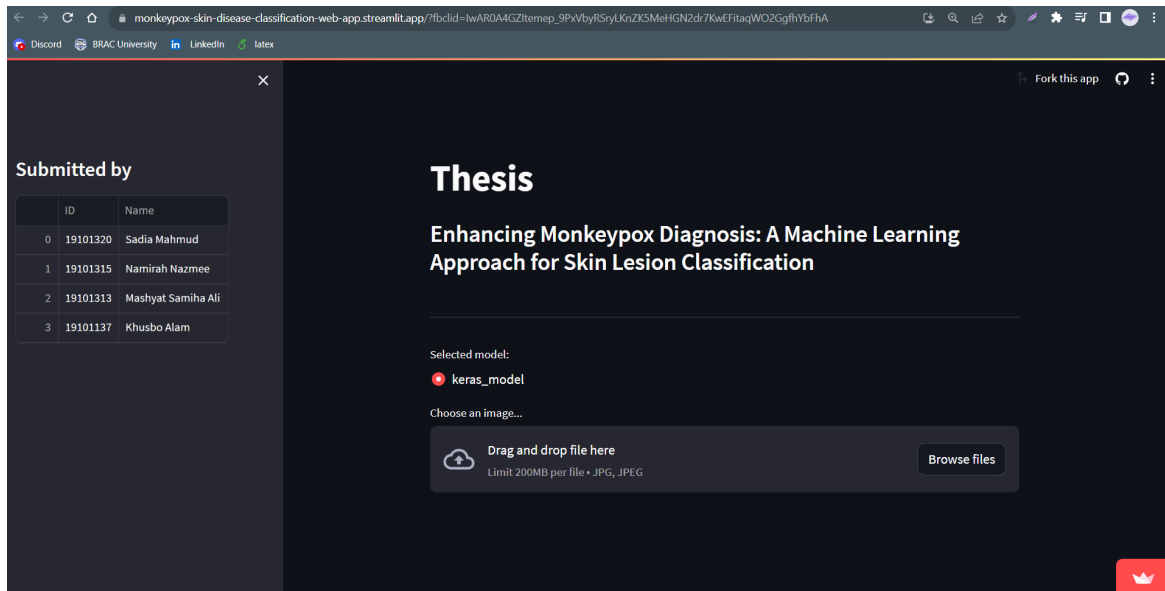 monkeypox-skin-disease-classification-web-app.streamlit.app/?fbclid=IwAR0A4GZItemep_9PxVbyRSryLKnZK5MeHGN2dr7KwEFitaqWO2GgfhYbFhA
Discord BRAC University in LinkedIn latex
Fork this app
Submitted by
ID Name
0 19101320 Sadia Mahmud
1 19101315 Namirah Nazmee
2 19101313 Mashyat Samiha Ali
3 19101137 Khusbo Alam
Thesis
Enhancing Monkeypox Diagnosis: A Machine Learning
Approach for Skin Lesion Classification
Selected model:
keras_model
Choose an image...
Drag and drop file here
Limit 200MB per file • JPG, JPEG
Browse files